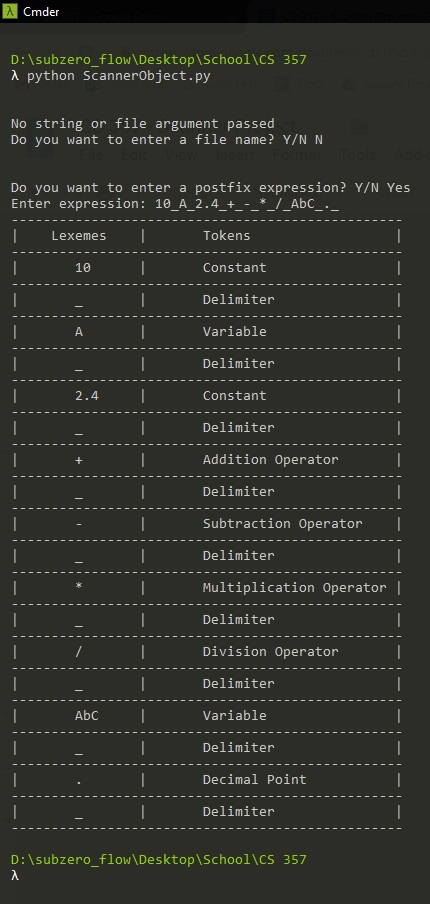 λ Cmder
D:\subzero_flow\Desktop\School\CS 357
λ python ScannerObject.py
No string or file argument passed
Do you want to enter a file name? Y/N N
Do you want to enter a postfix expression? Y/N Yes
Enter expression: 10_A_2.4_+_-_*_/_AbC_._
-------------------------------------------------
| Lexemes | Tokens |
-------------------------------------------------
| 10 | Constant |
-------------------------------------------------
| _ | Delimiter |
-------------------------------------------------
| A | Variable |
-------------------------------------------------
| _ | Delimiter |
-------------------------------------------------
| 2.4 | Constant |
-------------------------------------------------
| _ | Delimiter |
-------------------------------------------------
| + | Addition Operator |
-------------------------------------------------
| _ | Delimiter |
-------------------------------------------------
| - | Subtraction Operator |
-------------------------------------------------
| _ | Delimiter |
-------------------------------------------------
| * | Multiplication Operator |
-------------------------------------------------
| _ | Delimiter |
-------------------------------------------------
| / | Division Operator |
-------------------------------------------------
| _ | Delimiter |
-------------------------------------------------
| AbC | Variable |
-------------------------------------------------
| _ | Delimiter |
-------------------------------------------------
| . | Decimal Point |
-------------------------------------------------
| _ | Delimiter |
-------------------------------------------------
D:\subzero_flow\Desktop\School\CS 357
λ